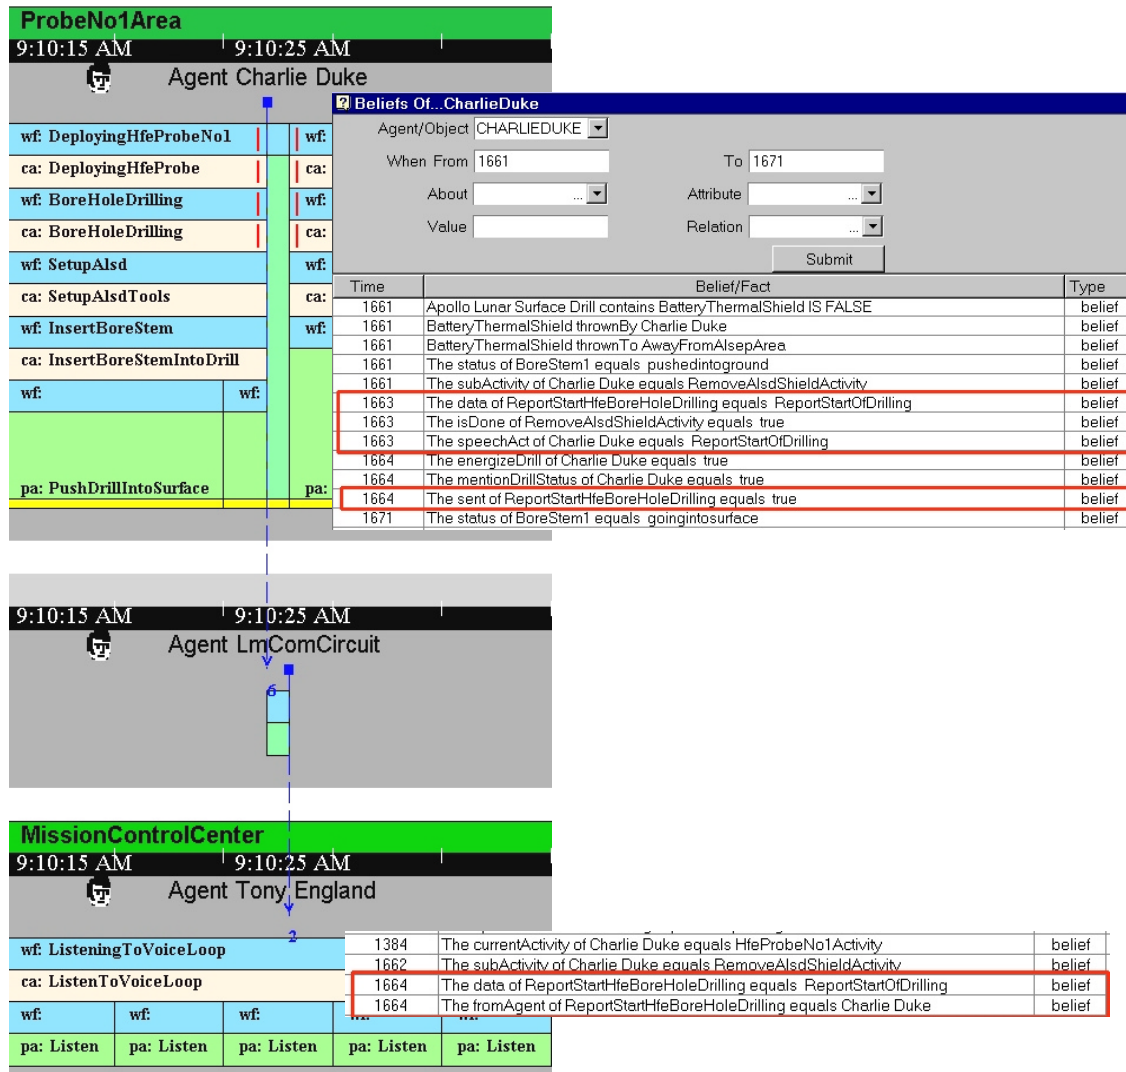 ProbeNo1Area
9:10:15 AM 9:10:25 AM
Agent Charlie Duke
Beliefs Of...CharlieDuke
Agent/Object CHARLIEDUKE
When From 1661 To 1671
About ... Attribute ...
Value Relation ...
Submit
wf: DeployingHfeProbeNo1 wf:
ca: DeployingHfeProbe ca:
wf: BoreHoleDrilling wf:
ca: BoreHoleDrilling ca:
wf: SetupAlsd wf:
ca: SetupAlsdTools ca:
wf: InsertBoreStem wf:
ca: InsertBoreStemIntoDrill
wf: wf:
pa: PushDrillIntoSurface pa:
Time Belief/Fact Type
1661 Apollo Lunar Surface Drill contains BatteryThermalShield IS FALSE belief
1661 BatteryThermalShield thrownBy Charlie Duke belief
1661 BatteryThermalShield thrownTo AwayFromAlsepArea belief
1661 The status of BoreStem1 equals pushedintoground belief
1661 The subActivity of Charlie Duke equals RemoveAlsdShieldActivity belief
1663 The data of ReportStartHfeBoreHoleDrilling equals ReportStartOfDrilling belief
1663 The isDone of RemoveAlsdShieldActivity equals true belief
1663 The speechAct of Charlie Duke equals ReportStartOfDrilling belief
1664 The energizeDrill of Charlie Duke equals true belief
1664 The mentionDrillStatus of Charlie Duke equals true belief
1664 The sent of ReportStartHfeBoreHoleDrilling equals true belief
1671 The status of BoreStem1 equals goingintosurface belief
9:10:15 AM 9:10:25 AM
Agent LmComCircuit
6
MissionControlCenter
9:10:15 AM 9:10:25 AM
Agent Tony England
2
wf: ListeningToVoiceLoop
ca: ListenToVoiceLoop
wf: wf: wf:
pa: Listen pa: Listen pa: Listen pa: Listen pa: Listen
1384 The currentActivity of Charlie Duke equals HfeProbeNo1Activity belief
1662 The subActivity of Charlie Duke equals RemoveAlsdShieldActivity belief
1664 The data of ReportStartHfeBoreHoleDrilling equals ReportStartOfDrilling belief
1664 The fromAgent of ReportStartHfeBoreHoleDrilling equals Charlie Duke belief